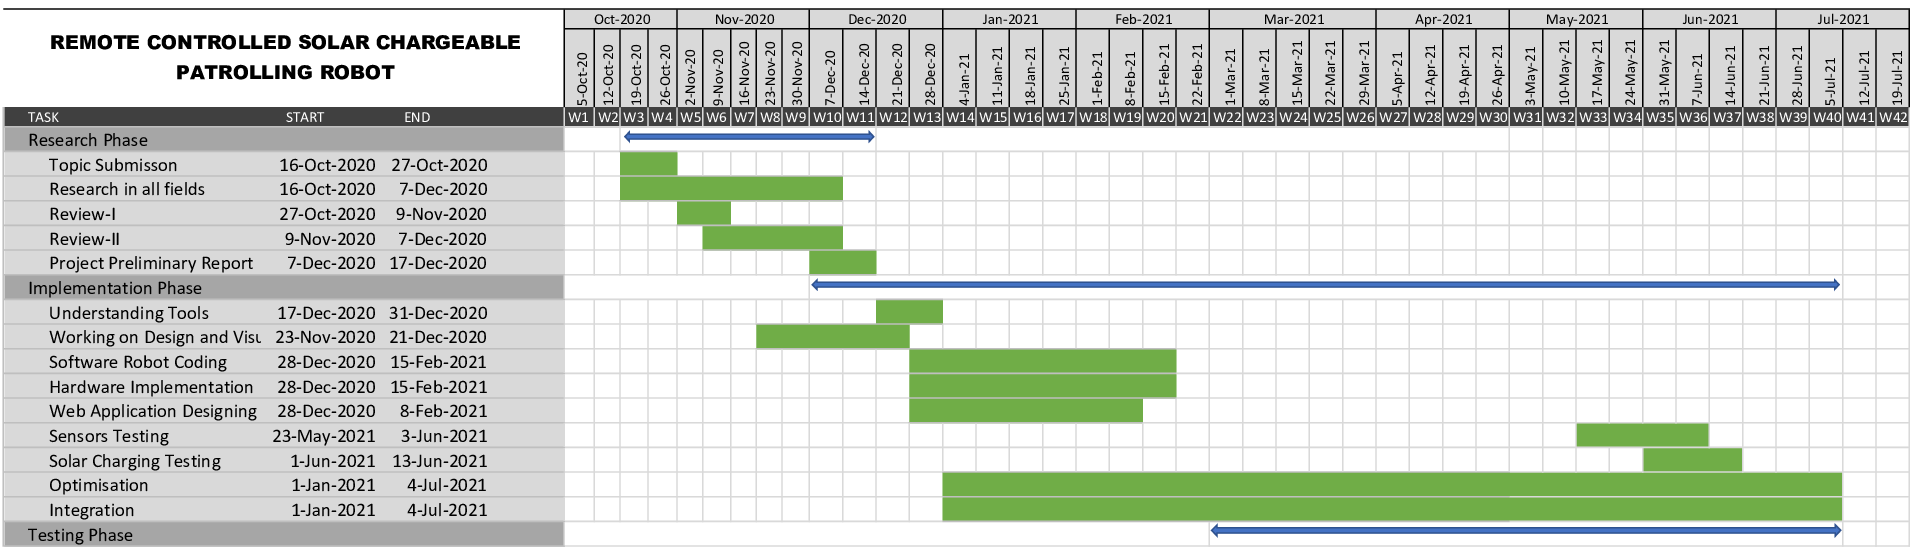 REMOTE CONTROLLED SOLAR CHARGEABLE
PATROLLING ROBOT
Oct-2020 Nov-2020 Dec-2020 Jan-2021 Feb-2021 Mar-2021 Apr-2021 May-2021 Jun-2021 Jul-2021
5-Oct-20 12-Oct-20 19-Oct-20 26-Oct-20 2-Nov-20 9-Nov-20 16-Nov-20 23-Nov-20 30-Nov-20 7-Dec-20 14-Dec-20 21-Dec-20 28-Dec-20 4-Jan-21 11-Jan-21 18-Jan-21 25-Jan-21 1-Feb-21 8-Feb-21 15-Feb-21 22-Feb-21 1-Mar-21 8-Mar-21 15-Mar-21 22-Mar-21 29-Mar-21 5-Apr-21 12-Apr-21 19-Apr-21 26-Apr-21 3-May-21 10-May-21 17-May-21 24-May-21 31-May-21 7-Jun-21 14-Jun-21 21-Jun-21 28-Jun-21 5-Jul-21 12-Jul-21 19-Jul-21
TASK START END W1 W2 W3 W4 W5 W6 W7 W8 W9 W10 W11 W12 W13 W14 W15 W16 W17 W18 W19 W20 W21 W22 W23 W24 W25 W26 W27 W28 W29 W30 W31 W32 W33 W34 W35 W36 W37 W38 W39 W40 W41 W42
Research Phase
Topic Submisson 16-Oct-2020 27-Oct-2020
Research in all fields 16-Oct-2020 7-Dec-2020
Review-I 27-Oct-2020 9-Nov-2020
Review-II 9-Nov-2020 7-Dec-2020
Project Preliminary Report 7-Dec-2020 17-Dec-2020
Implementation Phase
Understanding Tools 17-Dec-2020 31-Dec-2020
Working on Design and Visu 23-Nov-2020 21-Dec-2020
Software Robot Coding 28-Dec-2020 15-Feb-2021
Hardware Implementation 28-Dec-2020 15-Feb-2021
Web Application Designing 28-Dec-2020 8-Feb-2021
Sensors Testing 23-May-2021 3-Jun-2021
Solar Charging Testing 1-Jun-2021 13-Jun-2021
Optimisation 1-Jan-2021 4-Jul-2021
Integration 1-Jan-2021 4-Jul-2021
Testing Phase